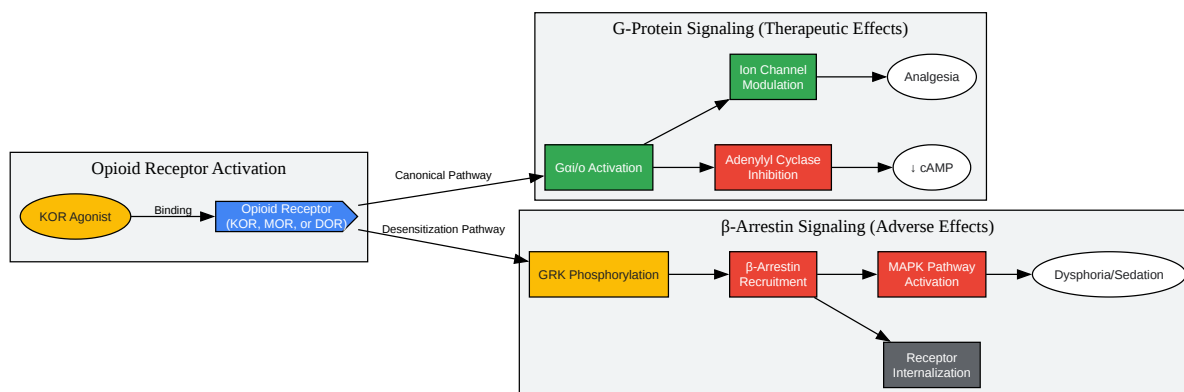 G-Protein Signaling (Therapeutic Effects)
Ion Channel
Modulation
Analgesia
Opioid Receptor Activation
Gαi/o Activation
Adenylyl Cyclase
Inhibition
↓ cAMP
Canonical Pathway
KOR Agonist
Binding
Opioid Receptor
(KOR, MOR, or DOR)
Desensitization Pathway
β-Arrestin Signaling (Adverse Effects)
GRK Phosphorylation
β-Arrestin
Recruitment
MAPK Pathway
Activation
Dysphoria/Sedation
Receptor
Internalization